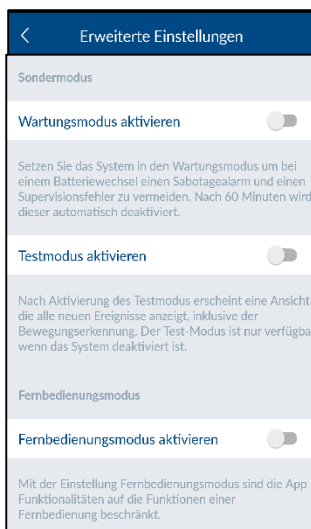 Erweiterte Einstellungen
Sondermodus
Wartungsmodus aktivieren
Setzen Sie das System in den Wartungsmodus um bei
einem Batteriewechsel einen Sabotagealarm und einen
Supervisionsfehler zu vermeiden. Nach 60 Minuten wird
dieser automatisch deaktiviert.
Testmodus aktivieren
Nach Aktivierung des Testmodus erscheint eine Ansicht,
die alle neuen Ereignisse anzeigt, inklusive der
Bewegungserkennung. Der Test-Modus ist nur verfügba
wenn das System deaktiviert ist.
Fernbedienungsmodus
Fernbedienungsmodus aktivieren
Mit der Einstellung Fernbedienungsmodus sind die App
Funktionalitäten auf die Funktionen einer
Fernbedienung beschränkt.